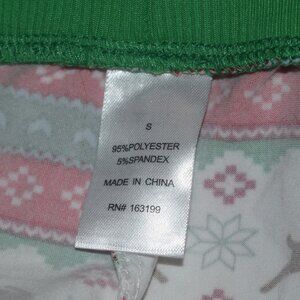 S
95%POLYESTER
5%SPANDEX
MADE IN CHINA
RN# 163199